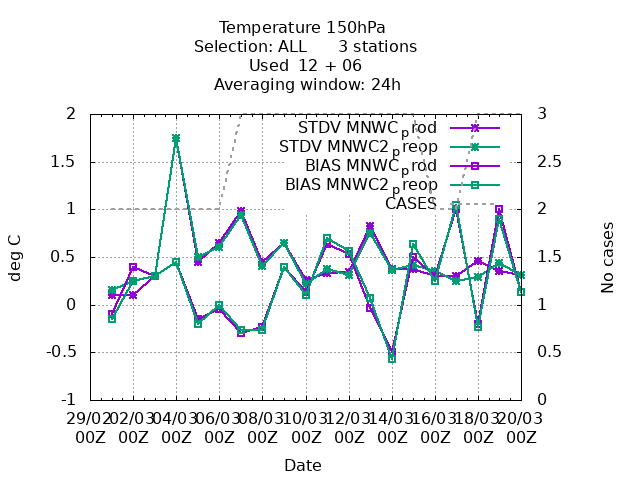 Temperature 150hPa
Selection: ALL 3 stations
Used 12 + 06
Averaging window: 24h
STDV MNWC_prod
STDV MNWC2_preop
BIAS MNWC_prod
BIAS MNWC2_preop
CASES
2
1.5
1
0.5
0
-0.5
-1
3
2.5
2
1.5
1
0.5
0
deg C
No cases
29/02 02/03 04/03 06/03 08/03 10/03 12/03 14/03 16/03 18/03 20/03
00Z 00Z 00Z 00Z 00Z 00Z 00Z 00Z 00Z 00Z 00Z
Date